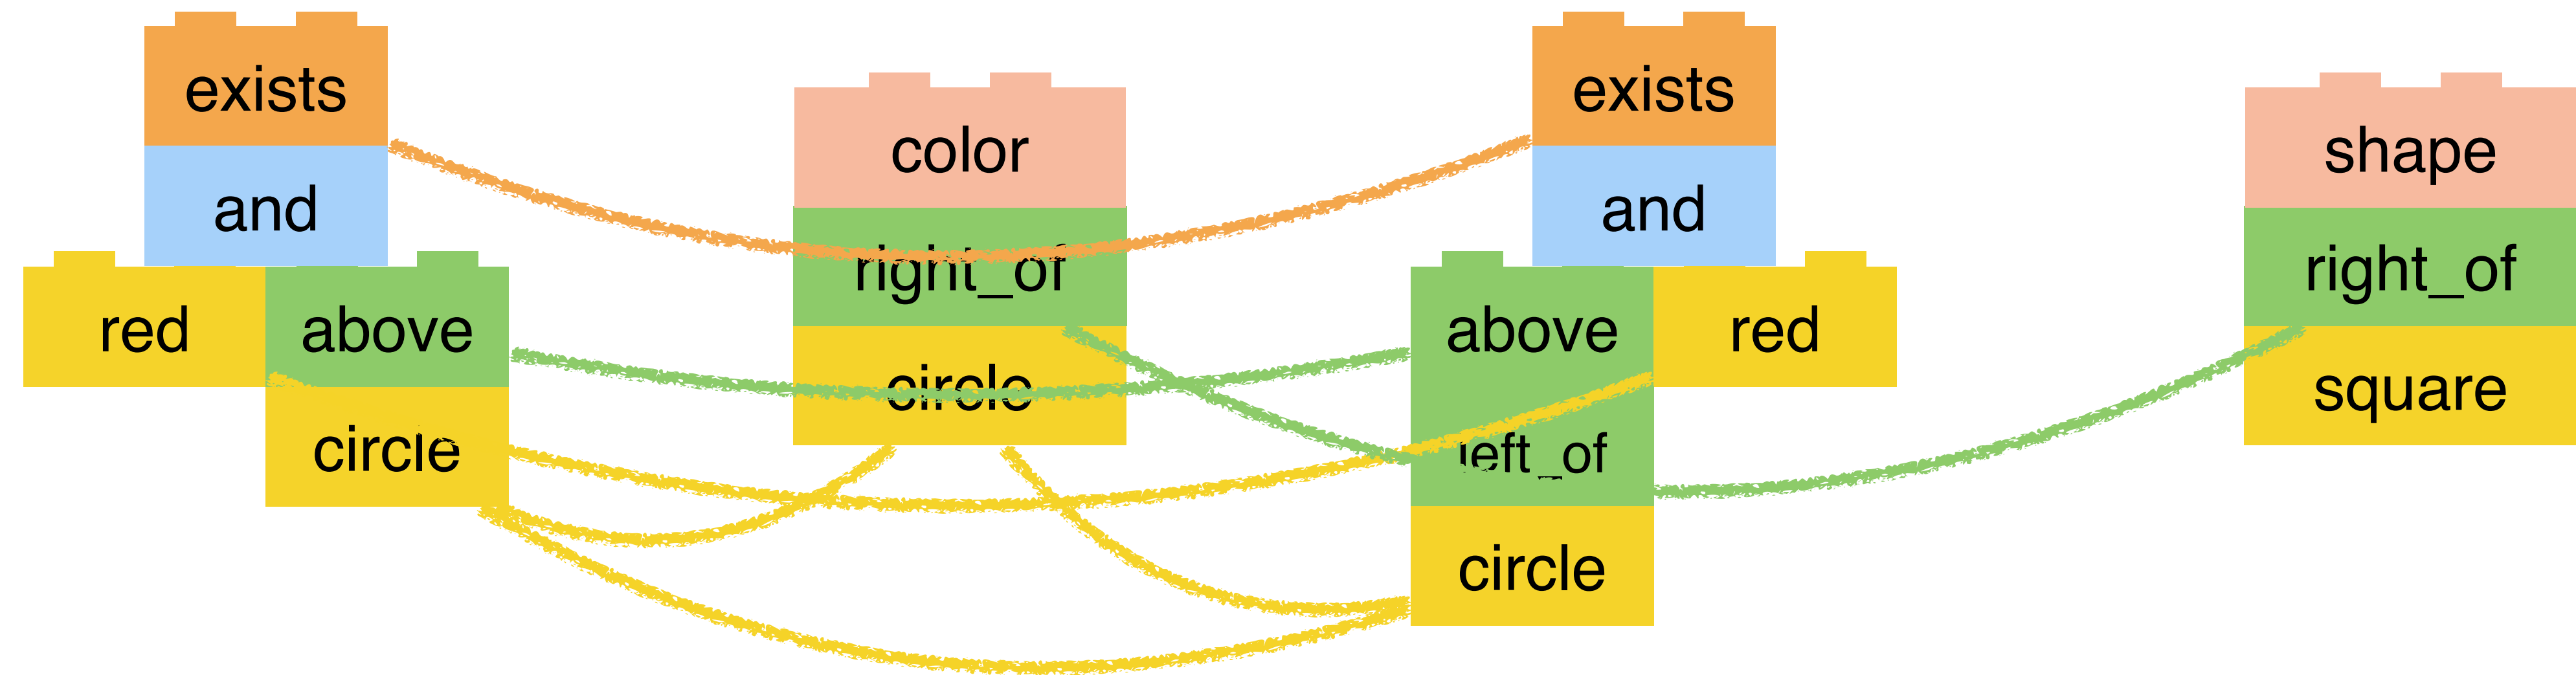 exists
and
red above
circle
color
right_of
circle
exists
and
above red
left_of
circle
shape
right_of
square